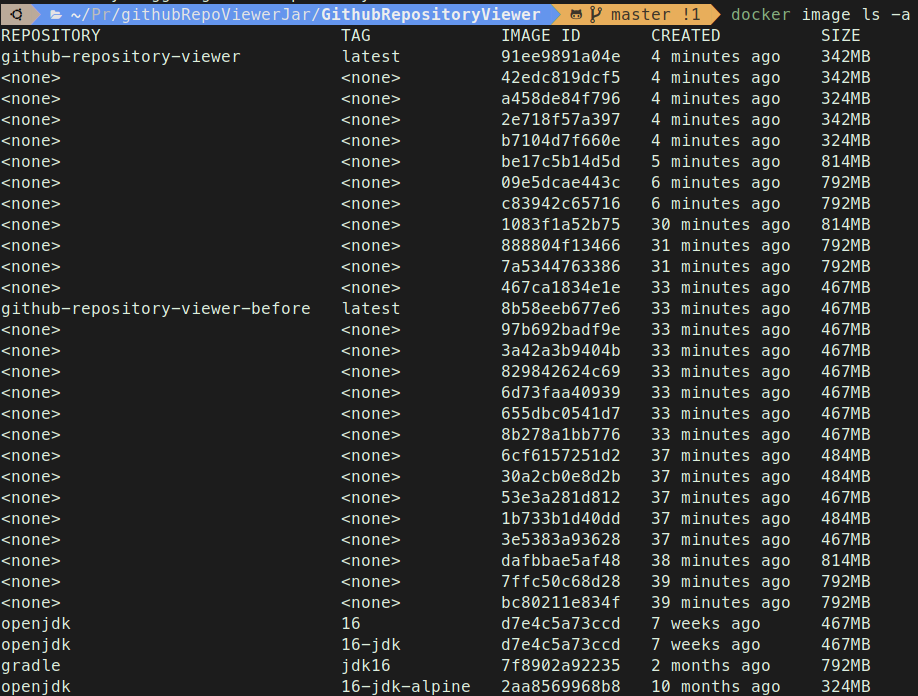 ~/Pr/githubRepoViewerJar/GithubRepositoryViewer master !1 docker image ls -a
REPOSITORY TAG IMAGE ID CREATED SIZE
github-repository-viewer latest 91ee9891a04e 4 minutes ago 342MB
<none> <none> 42edc819dcf5 4 minutes ago 342MB
<none> <none> a458de84f796 4 minutes ago 324MB
<none> <none> 2e718f57a397 4 minutes ago 342MB
<none> <none> b7104d7f660e 4 minutes ago 324MB
<none> <none> be17c5b14d5d 5 minutes ago 814MB
<none> <none> 09e5dcae443c 6 minutes ago 792MB
<none> <none> c83942c65716 6 minutes ago 792MB
<none> <none> 1083f1a52b75 30 minutes ago 814MB
<none> <none> 888804f13466 31 minutes ago 792MB
<none> <none> 7a5344763386 31 minutes ago 792MB
<none> <none> 467ca1834e1e 33 minutes ago 467MB
github-repository-viewer-before latest 8b58eeb677e6 33 minutes ago 467MB
<none> <none> 97b692badf9e 33 minutes ago 467MB
<none> <none> 3a42a3b9404b 33 minutes ago 467MB
<none> <none> 829842624c69 33 minutes ago 467MB
<none> <none> 6d73faa40939 33 minutes ago 467MB
<none> <none> 655dbc0541d7 33 minutes ago 467MB
<none> <none> 8b278a1bb776 33 minutes ago 467MB
<none> <none> 6cf6157251d2 37 minutes ago 484MB
<none> <none> 30a2cb0e8d2b 37 minutes ago 484MB
<none> <none> 53e3a281d812 37 minutes ago 467MB
<none> <none> 1b733b1d40dd 37 minutes ago 484MB
<none> <none> 3e5383a93628 37 minutes ago 467MB
<none> <none> dafbbae5af48 38 minutes ago 814MB
<none> <none> 7ffc50c68d28 39 minutes ago 792MB
<none> <none> bc80211e834f 39 minutes ago 792MB
openjdk 16 d7e4c5a73ccd 7 weeks ago 467MB
openjdk 16-jdk d7e4c5a73ccd 7 weeks ago 467MB
gradle jdk16 7f8902a92235 2 months ago 792MB
openjdk 16-jdk-alpine 2aa8569968b8 10 months ago 324MB